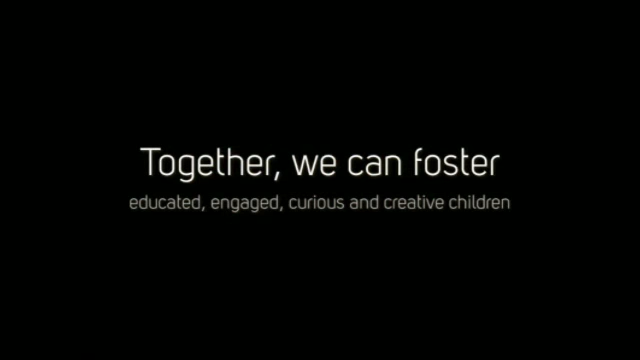 Together, we can foster
educated, engaged, curious and creative children